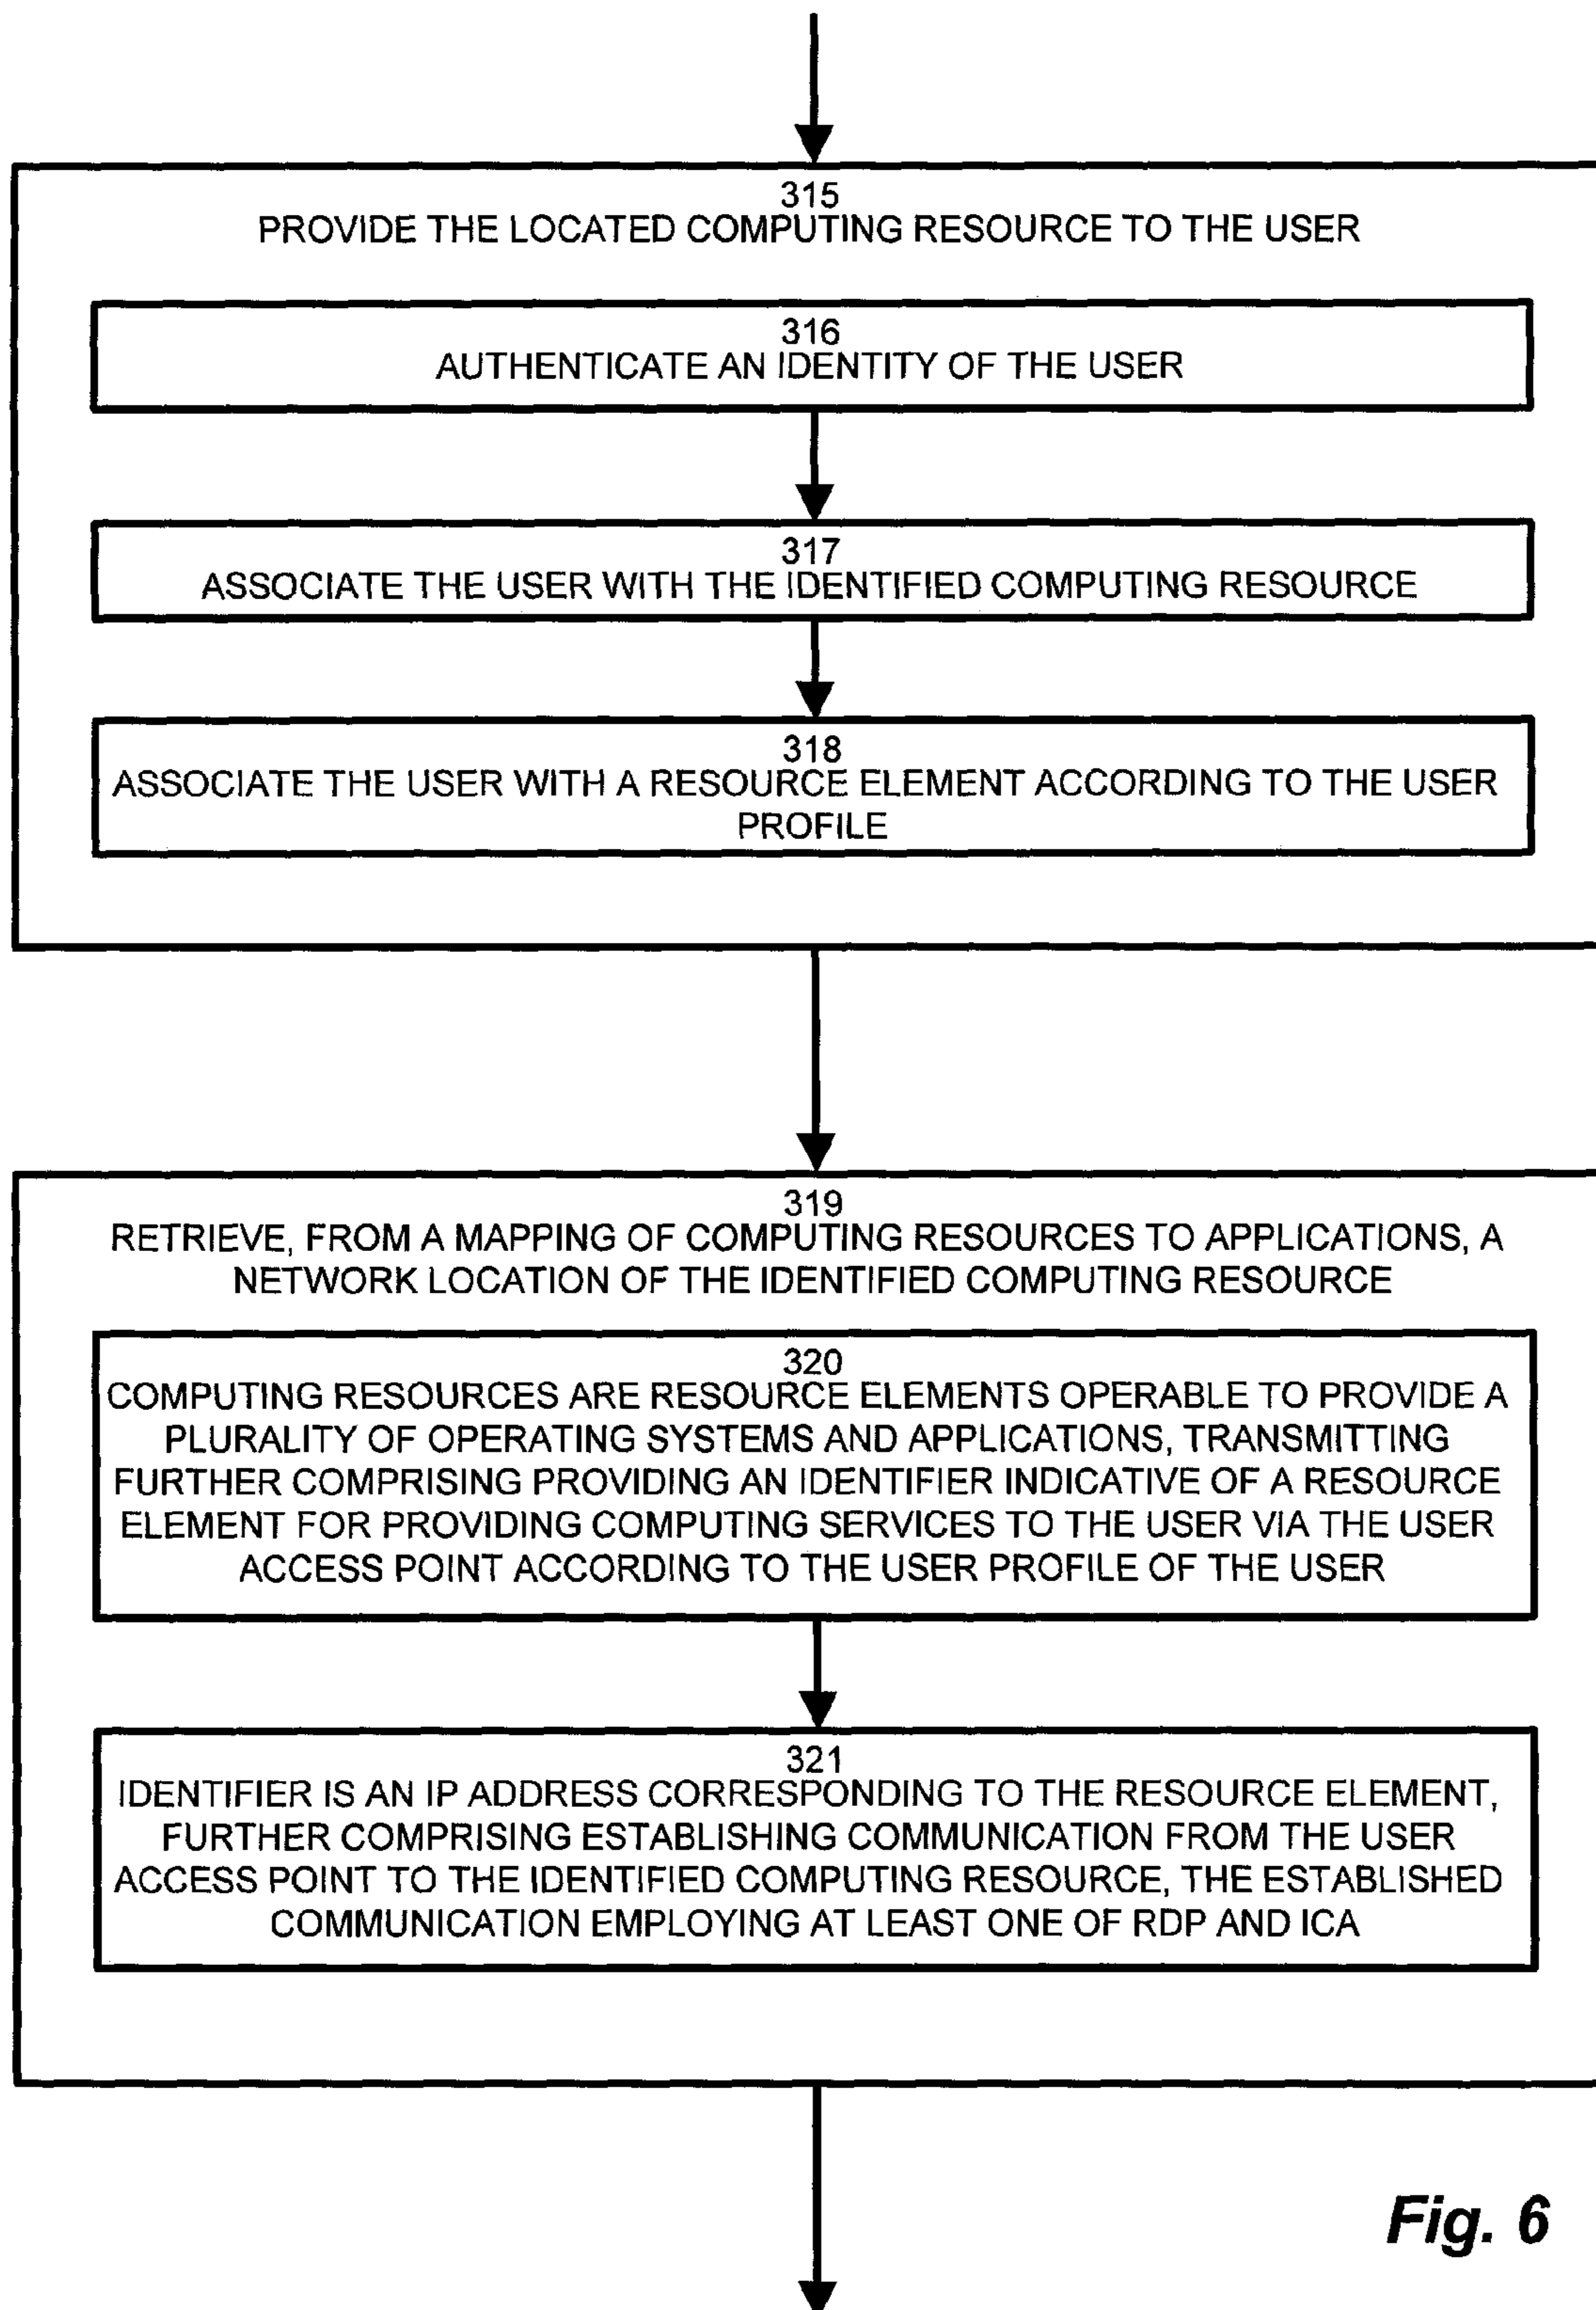 315
PROVIDE THE LOCATED COMPUTING RESOURCE TO THE USER
316
AUTHENTICATE AN IDENTITY OF THE USER
317
ASSOCIATE THE USER WITH THE IDENTIFIED COMPUTING RESOURCE
318
ASSOCIATE THE USER WITH A RESOURCE ELEMENT ACCORDING TO THE USER
PROFILE
319
RETRIEVE, FROM A MAPPING OF COMPUTING RESOURCES TO APPLICATIONS, A
NETWORK LOCATION OF THE IDENTIFIED COMPUTING RESOURCE
320
COMPUTING RESOURCES ARE RESOURCE ELEMENTS OPERABLE TO PROVIDE A
PLURALITY OF OPERATING SYSTEMS AND APPLICATIONS, TRANSMITTING
FURTHER COMPRISING PROVIDING AN IDENTIFIER INDICATIVE OF A RESOURCE
ELEMENT FOR PROVIDING COMPUTING SERVICES TO THE USER VIA THE USER
ACCESS POINT ACCORDING TO THE USER PROFILE OF THE USER
321
IDENTIFIER IS AN IP ADDRESS CORRESPONDING TO THE RESOURCE ELEMENT,
FURTHER COMPRISING ESTABLISHING COMMUNICATION FROM THE USER
ACCESS POINT TO THE IDENTIFIED COMPUTING RESOURCE, THE ESTABLISHED
COMMUNICATION EMPLOYING AT LEAST ONE OF RDP AND ICA
Fig. 6